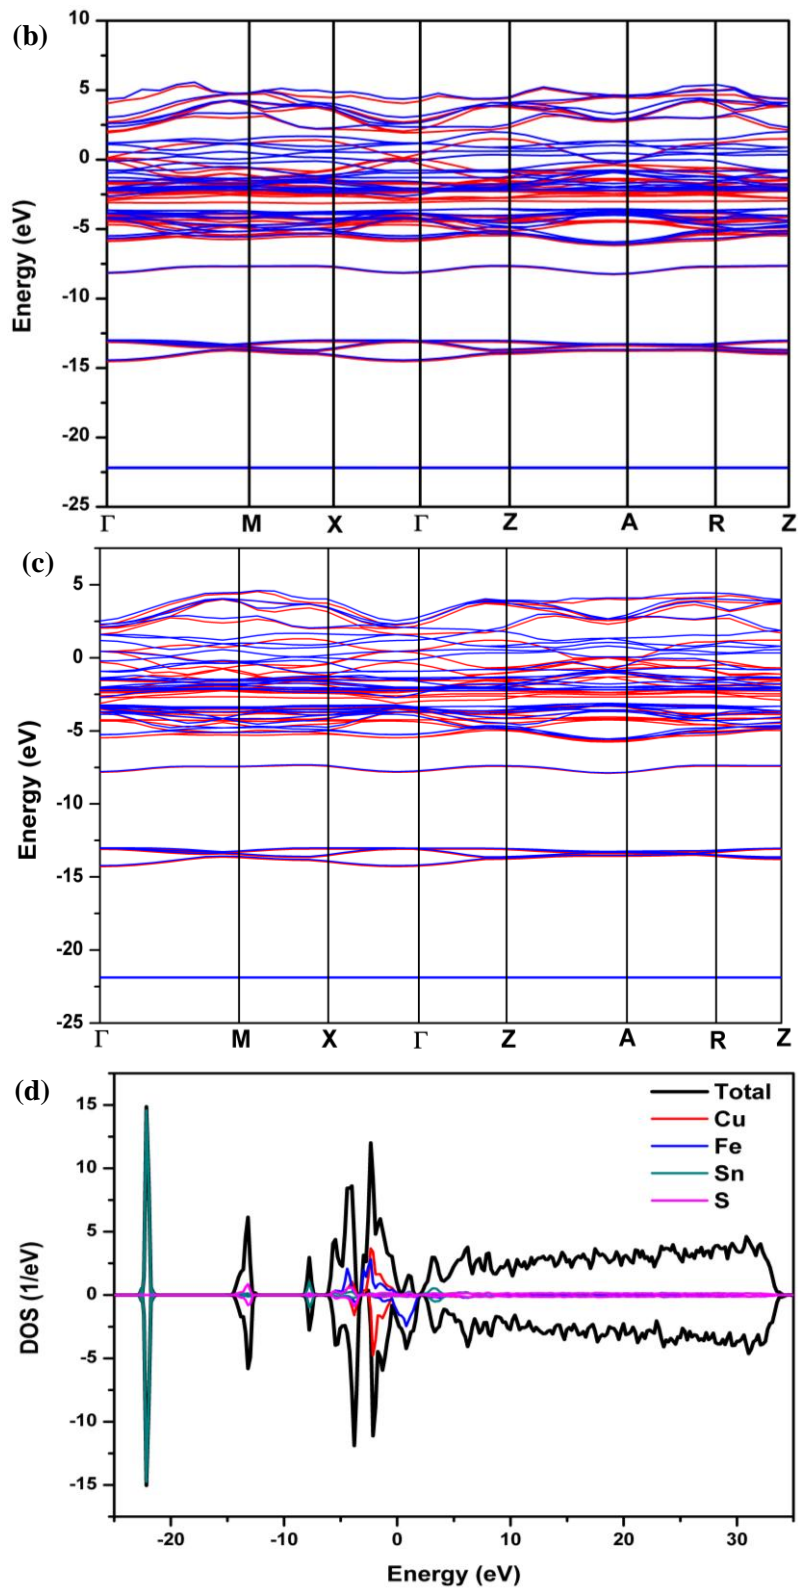 (b)
10
5
0
-5
-10
-15
-20
-25
Energy (eV)
Γ M X Γ Z A R Z
(c)
5
0
-5
-10
-15
-20
-25
Energy (eV)
Γ M X Γ Z A R Z
(d)
15
10
5
0
-5
-10
-15
DOS (1/eV)
Total
Cu
Fe
Sn
S
-20 -10 0 10 20 30
Energy (eV)